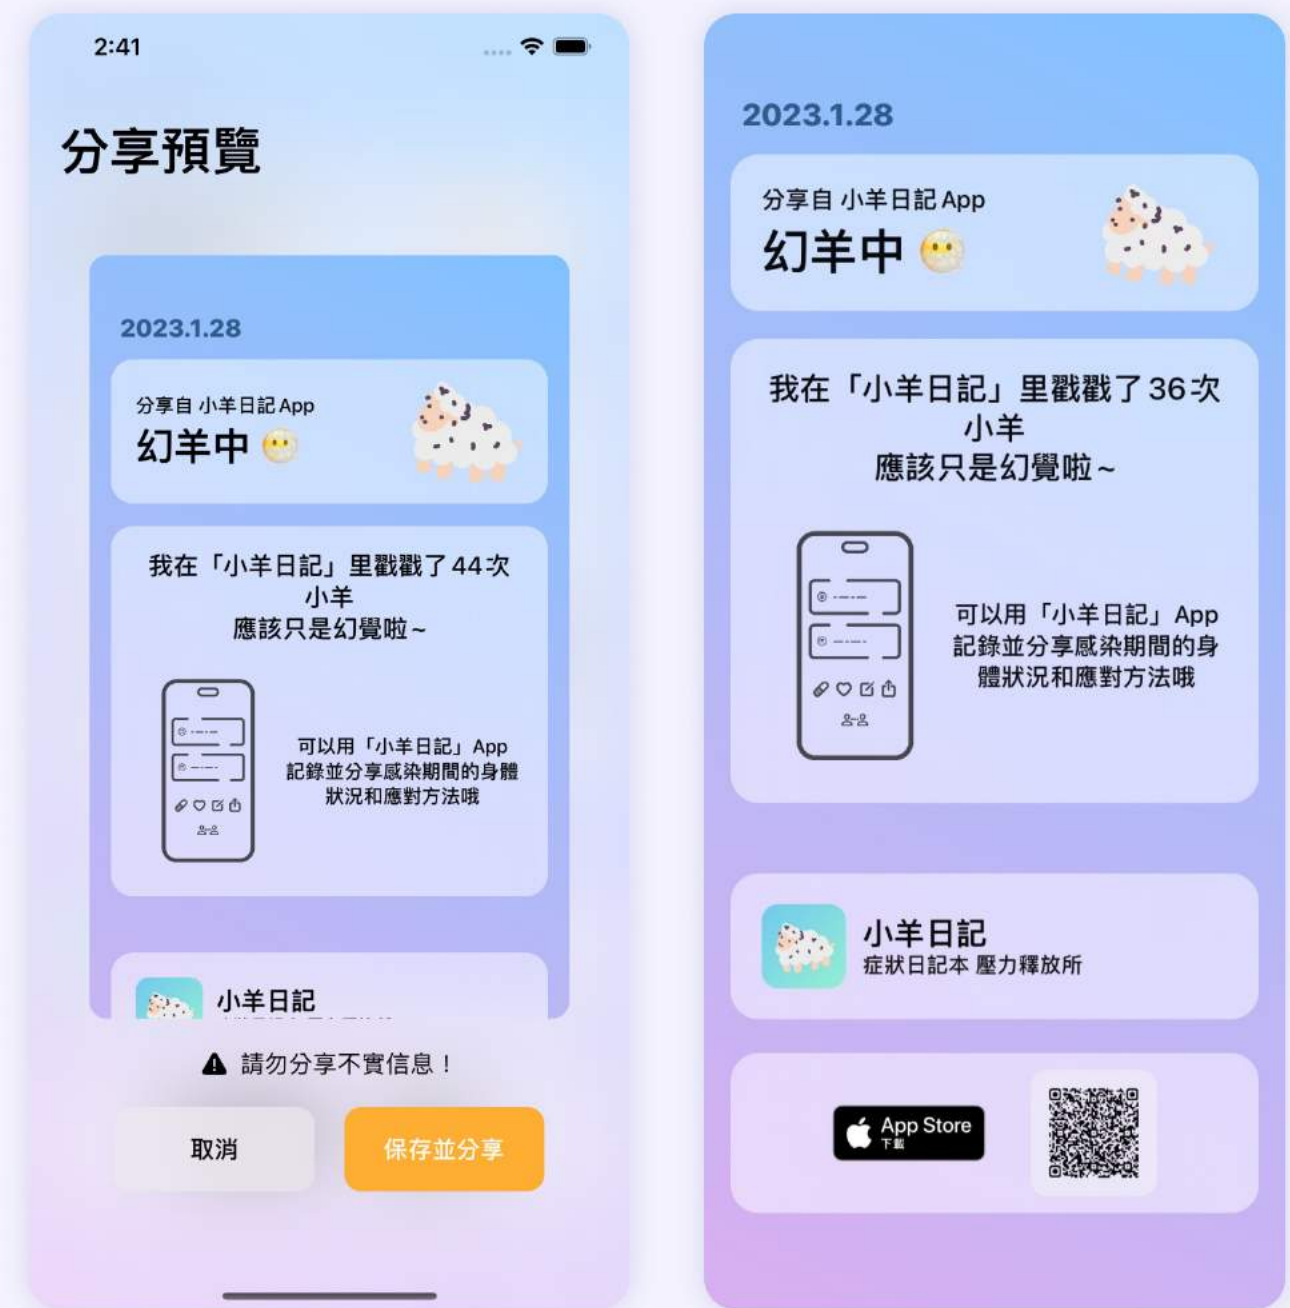 2:41
分享預覽
2023.1.28
分享自 小羊日記 App
幻羊中
我在「小羊日記」里戳戳了 44 次
小羊
應該只是幻覺啦~
可以用「小羊日記」App
記錄並分享感染期間的身體
狀況和應對方法哦
小羊日記
請勿分享不實信息！
取消
保存並分享
2023.1.28
分享自 小羊日記 App
幻羊中
我在「小羊日記」里戳戳了 36 次
小羊
應該只是幻覺啦~
可以用「小羊日記」App
記錄並分享感染期間的身
體狀況和應對方法哦
小羊日記
症狀日記本 壓力釋放所
App Store
下載